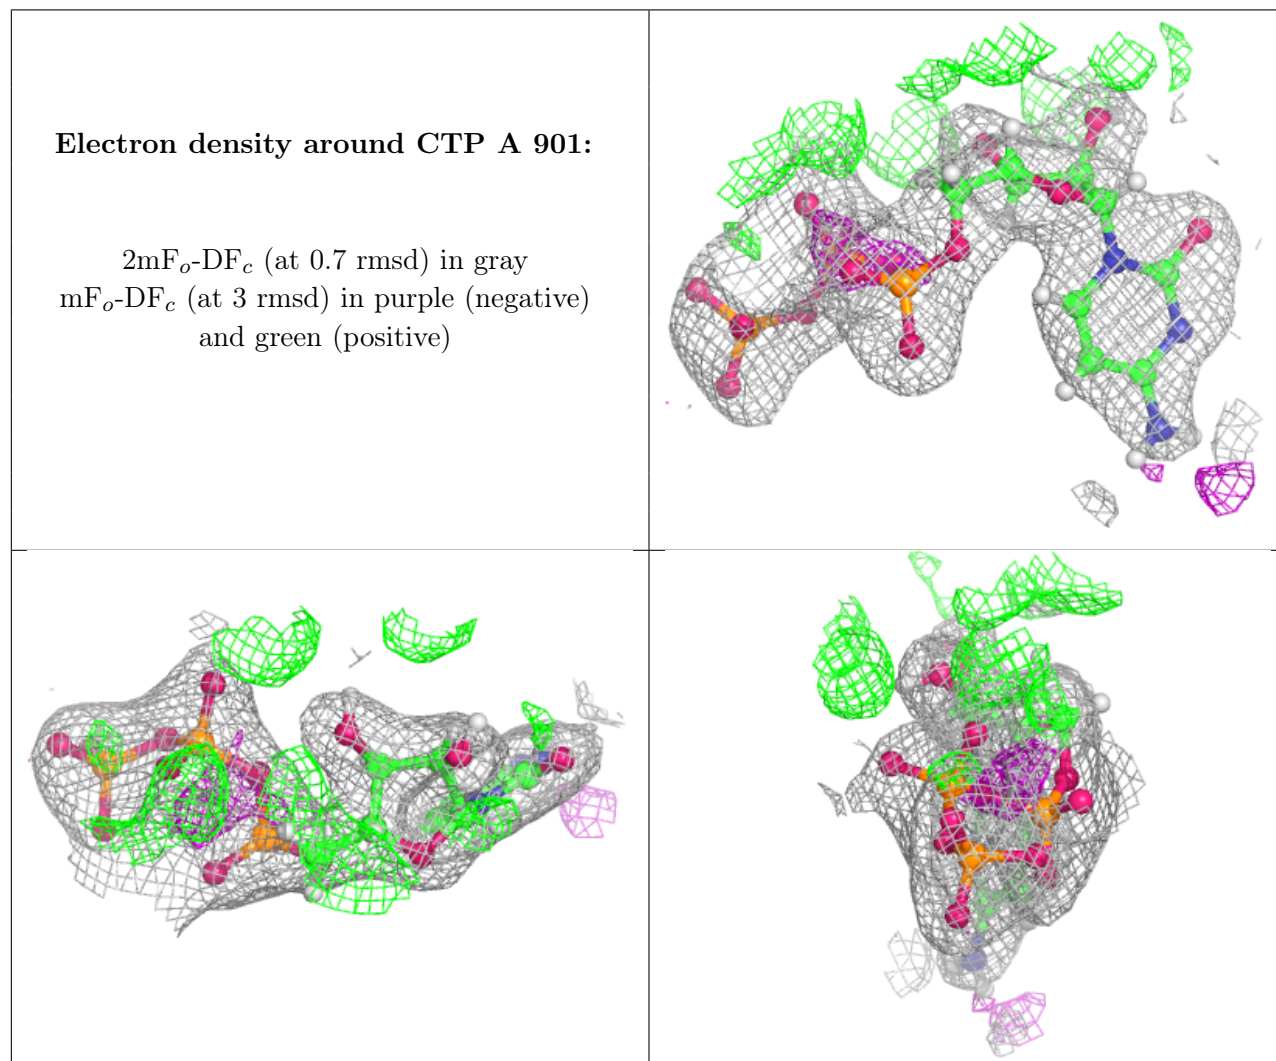 Electron density around CTP A 901:
2mFo-DFc (at 0.7 rmsd) in gray
mFo-DFc (at 3 rmsd) in purple (negative)
and green (positive)